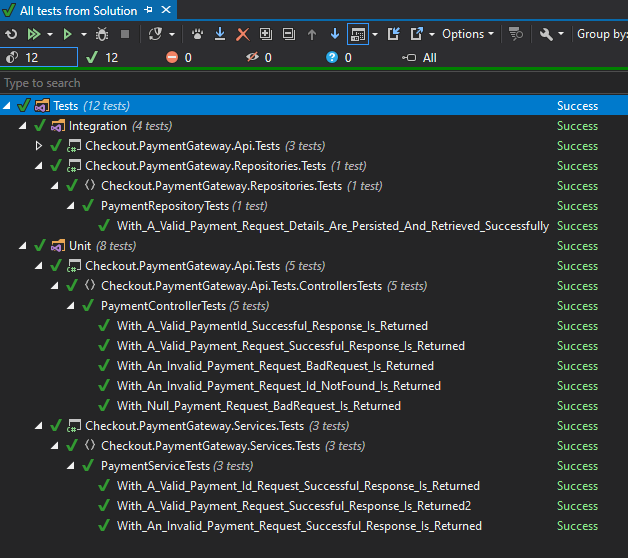 All tests from Solution
Options Group by:
12 12 0 0 0 All
Type to search
Tests (12 tests) Success
Integration (4 tests) Success
Checkout.PaymentGateway.Api.Tests (3 tests) Success
Checkout.PaymentGateway.Repositories.Tests (1 test) Success
Checkout.PaymentGateway.Repositories.Tests (1 test) Success
PaymentRepositoryTests (1 test) Success
With_A_Valid_Payment_Request_Details_Are_Persisted_And_Retrieved_Successfully Success
Unit (8 tests) Success
Checkout.PaymentGateway.Api.Tests (5 tests) Success
Checkout.PaymentGateway.Api.Tests.ControllersTests (5 tests) Success
PaymentControllerTests (5 tests) Success
With_A_Valid_PaymentId_Successful_Response_Is_Returned Success
With_A_Valid_Payment_Request_Successful_Response_Is_Returned Success
With_An_Invalid_Payment_Request_BadRequest_Is_Returned Success
With_An_Invalid_Payment_Request_Id_NotFound_Is_Returned Success
With_Null_Payment_Request_BadRequest_Is_Returned Success
Checkout.PaymentGateway.Services.Tests (3 tests) Success
Checkout.PaymentGateway.Services.Tests (3 tests) Success
PaymentServiceTests (3 tests) Success
With_A_Valid_Payment_Id_Request_Successful_Response_Is_Returned Success
With_A_Valid_Payment_Request_Successful_Response_Is_Returned2 Success
With_An_Invalid_Payment_Request_Successful_Response_Is_Returned Success